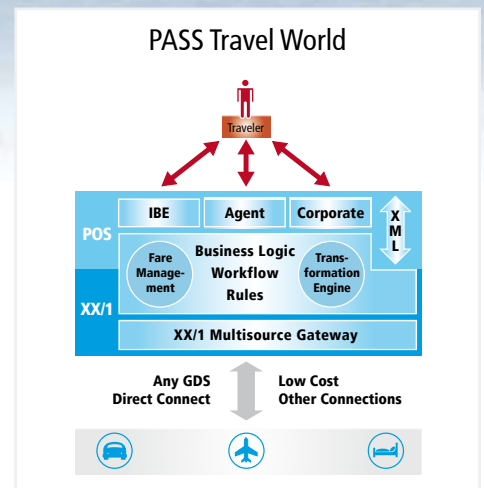 PASS Travel World
Traveler
IBE
Agent
Corporate
X
M
L
POS
Fare
Manage-
ment
Business Logic
Workflow
Rules
Trans-
formation
Engine
XX/1
XX/1 Multisource Gateway
Any GDS
Direct Connect
Low Cost
Other Connections